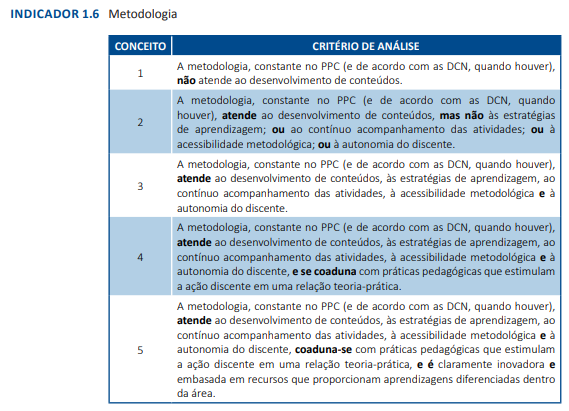 INDICADOR 1.6 Metodologia
CONCEITO CRITÉRIO DE ANÁLISE
1
A metodologia, constante no PPC (e de acordo com as DCN, quando houver),
não atende ao desenvolvimento de conteúdos.
2
A metodologia, constante no PPC (e de acordo com as DCN, quando
houver), atende ao desenvolvimento de conteúdos, mas não às estratégias
de aprendizagem; ou ao contínuo acompanhamento das atividades; ou à
acessibilidade metodológica; ou à autonomia do discente.
3
A metodologia, constante no PPC (e de acordo com as DCN, quando houver),
atende ao desenvolvimento de conteúdos, às estratégias de aprendizagem, ao
contínuo acompanhamento das atividades, à acessibilidade metodológica e à
autonomia do discente.
4
A metodologia, constante no PPC (e de acordo com as DCN, quando houver),
atende ao desenvolvimento de conteúdos, às estratégias de aprendizagem, ao
contínuo acompanhamento das atividades, à acessibilidade metodológica e à
autonomia do discente, e se coaduna com práticas pedagógicas que estimulam
a ação discente em uma relação teoria-prática.
5
A metodologia, constante no PPC (e de acordo com as DCN, quando houver),
atende ao desenvolvimento de conteúdos, às estratégias de aprendizagem, ao
contínuo acompanhamento das atividades, à acessibilidade metodológica e à
autonomia do discente, coaduna-se com práticas pedagógicas que estimulam
a ação discente em uma relação teoria-prática, e é claramente inovadora e
embasada em recursos que proporcionam aprendizagens diferenciadas dentro
da área.